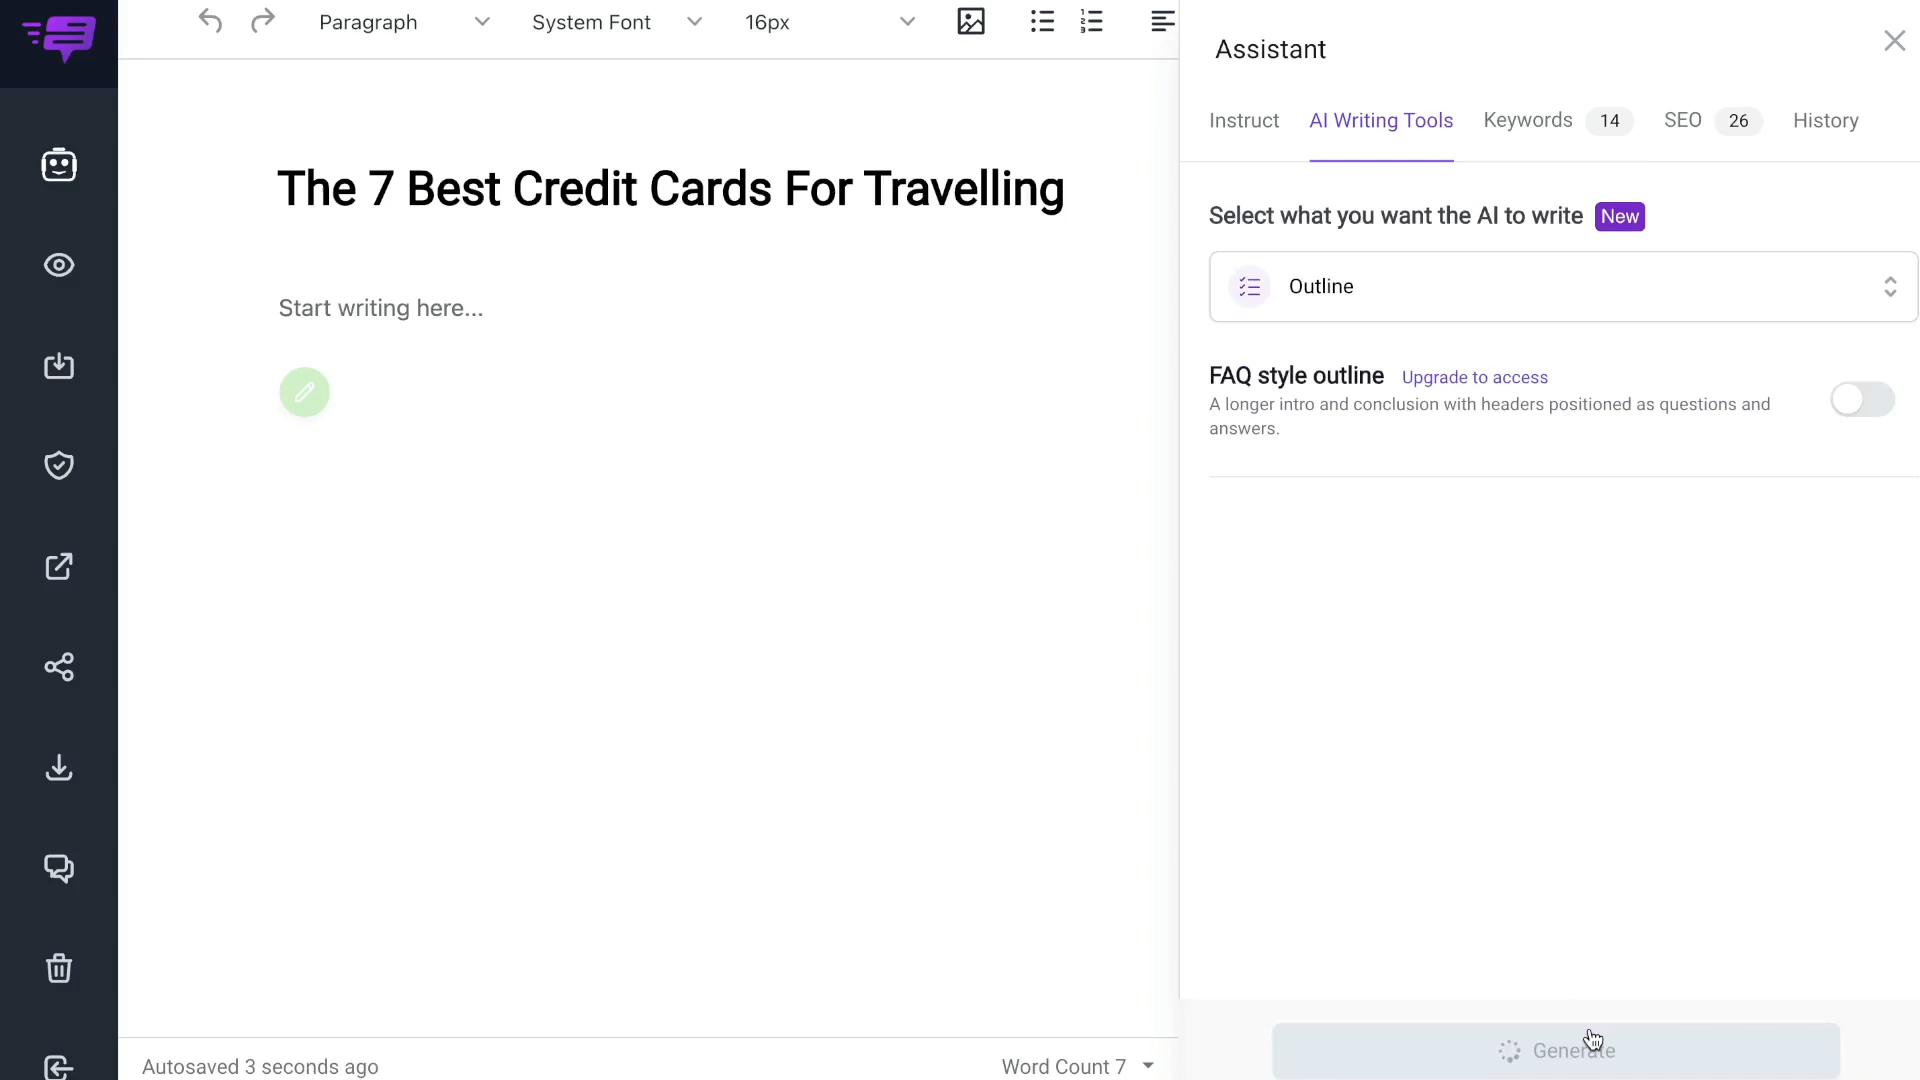 Paragraph
System Font
16px
Assistant
Instruct
AI Writing Tools
Keywords 14
SEO 26
History
The 7 Best Credit Cards For Travelling
Select what you want the AI to write New
Outline
Start writing here...
FAQ style outline Upgrade to access
A longer intro and conclusion with headers positioned as questions and
answers.
Generate
Autosaved 3 seconds ago
Word Count 7